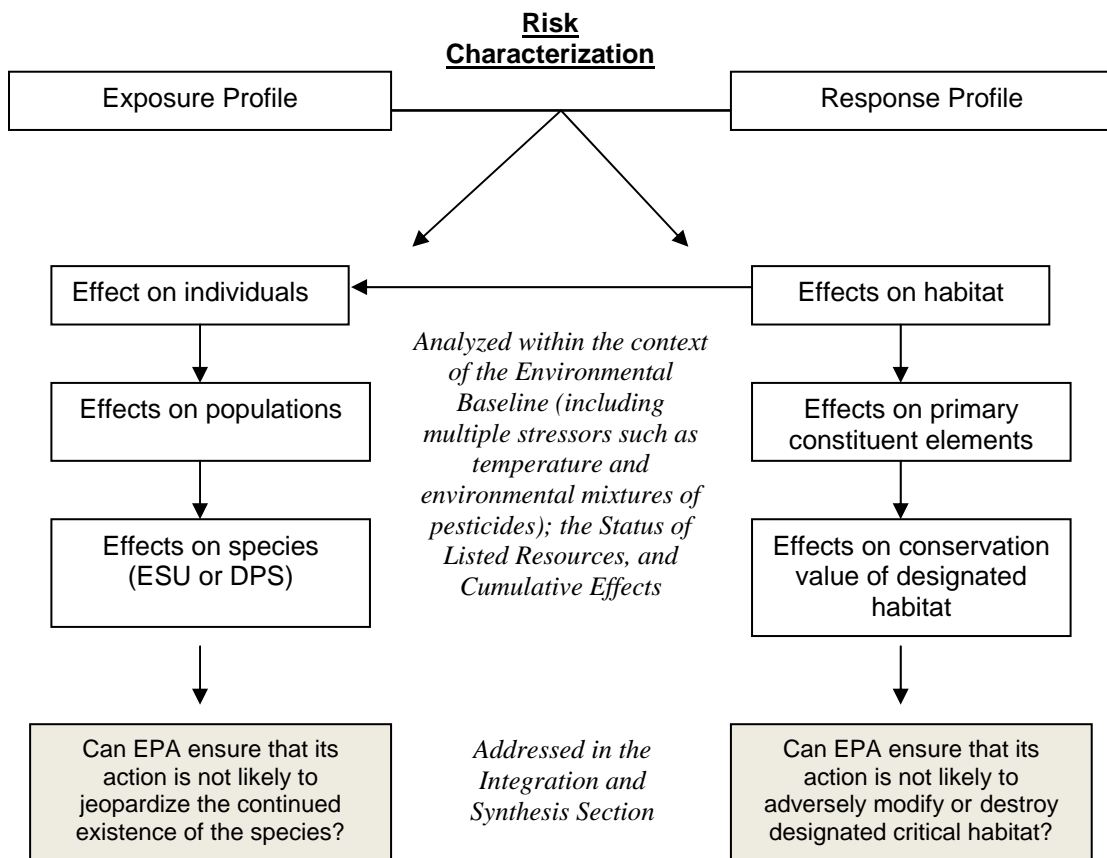 Risk
Characterization
Exposure Profile
Response Profile
Effect on individuals
Effects on habitat
Analyzed within the context
of the Environmental
Baseline (including
multiple stressors such as
temperature and
environmental mixtures of
pesticides); the Status of
Listed Resources, and
Cumulative Effects
Effects on populations
Effects on primary
constituent elements
Effects on species
(ESU or DPS)
Effects on conservation
value of designated
habitat
Can EPA ensure that its
action is not likely to
jeopardize the continued
existence of the species?
Addressed in the
Integration and
Synthesis Section
Can EPA ensure that its
action is not likely to
adversely modify or destroy
designated critical habitat?